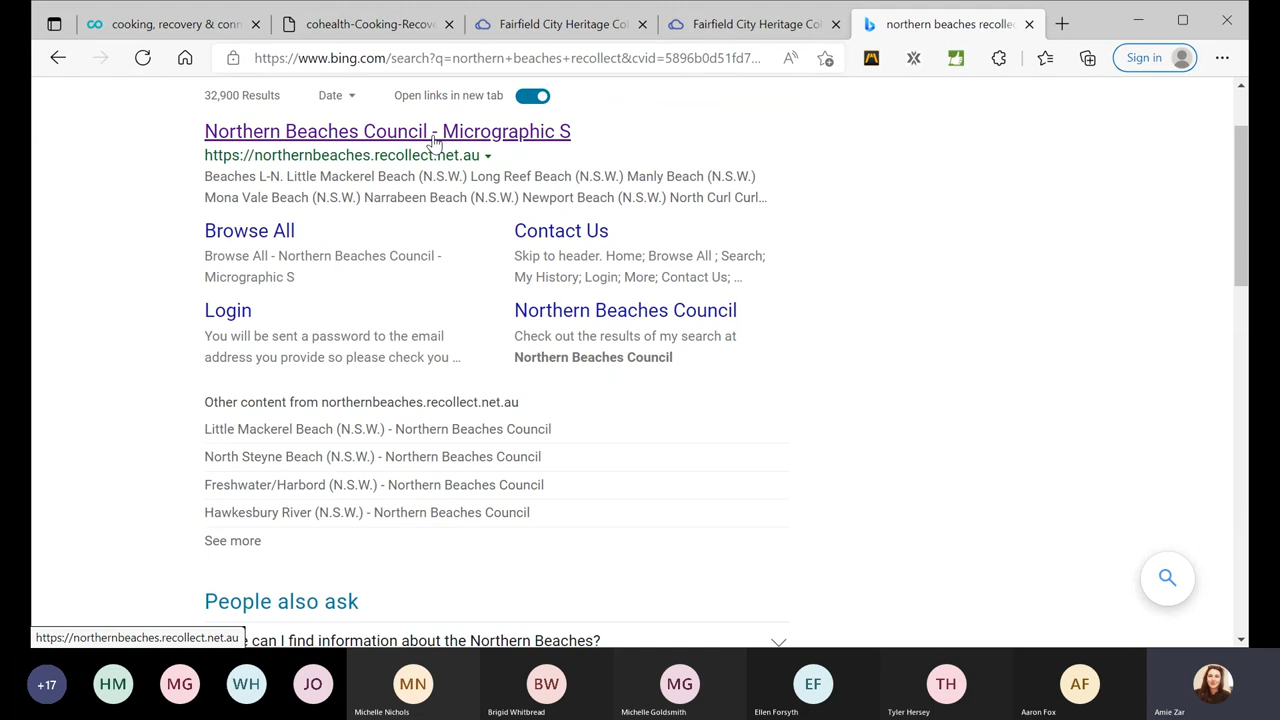 cooking, recovery & conn
cohealth-Cooking-Recove
Fairfield City Heritage Col
Fairfield City Heritage Col
northern beaches recollec
https://www.bing.com/search?q=northern+beaches+recollect&cvid=5896b0d51fd7...
Sign in
32,900 Results
Date
Open links in new tab
Northern Beaches Council - Micrographic S
https://northernbeaches.recollect.net.au
Beaches L-N. Little Mackerel Beach (N.S.W.) Long Reef Beach (N.S.W.) Manly Beach (N.S.W.)
Mona Vale Beach (N.S.W.) Narrabeen Beach (N.S.W.) Newport Beach (N.S.W.) North Curl Curl...
Browse All
Browse All - Northern Beaches Council -
Micrographic S
Contact Us
Skip to header. Home; Browse All ; Search;
My History; Login; More; Contact Us; ...
Login
You will be sent a password to the email
address you provide so please check you ...
Northern Beaches Council
Check out the results of my search at
Northern Beaches Council
Other content from northernbeaches.recollect.net.au
Little Mackerel Beach (N.S.W.) - Northern Beaches Council
North Steyne Beach (N.S.W.) - Northern Beaches Council
Freshwater/Harbord (N.S.W.) - Northern Beaches Council
Hawkesbury River (N.S.W.) - Northern Beaches Council
See more
People also ask
can I find information about the Northern Beaches?
https://northernbeaches.recollect.net.au
+17
HM
MG
WH
JO
MN
Michelle Nichols
BW
Brigid Whitbread
MG
Michelle Goldsmith
EF
Ellen Forsyth
TH
Tyler Hersey
AF
Aaron Fox
Amie Zar